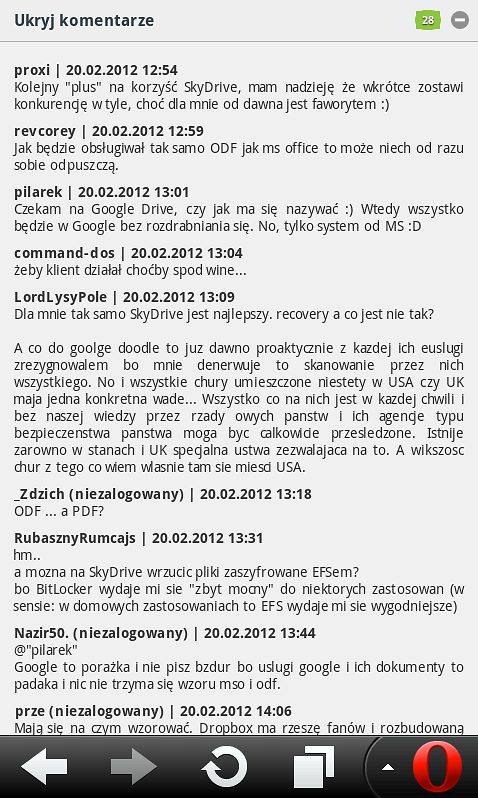 Ukryj komentarze
28
proxi | 20.02.2012 12:54
Kolejny "plus" na korzyść SkyDrive, mam nadzieję że wkrótce zostawi
konkurencję w tyle, choć dla mnie od dawna jest faworytem :)
revcorey | 20.02.2012 12:59
Jak będzie obsługiwał tak samo ODF jak ms office to może niech od razu
sobie odpuszczą.
pilarek | 20.02.2012 13:01
Czekam na Google Drive, czy jak ma się nazywać :) Wtedy wszystko
będzie w Google bez rozdrabniania się. No, tylko system od MS :D
command-dos | 20.02.2012 13:04
żeby klient działał choćby spod wine...
LordLysyPole | 20.02.2012 13:09
Dla mnie tak samo SkyDrive jest najlepszy. recovery a co jest nie tak?
A co do goolge doodle to juz dawno proaktycznie z kazdej ich euslugi
zrezygnowalem bo mnie denerwuje to skanowanie przez nich
wszystkiego. No i wszystkie chury umieszczone niestety w USA czy UK
maja jedna konkretna wade... Wszystko co na nich jest w kazdej chwili i
bez naszej wiedzy przez rzady owych panstw i ich agencje typu
bezpieczenstwa panstwa moga byc calkowicie przesledzone. Istnije
zarowno w stanach i UK specjalna ustwa zezwalajaca na to. A wikszosc
chur z tego co wiem wlasnie tam sie miesci USA.
_Zdzich (niezalogowany) | 20.02.2012 13:18
ODF ... a PDF?
RubasznyRumcajs | 20.02.2012 13:31
hm..
a mozna na SkyDrive wrzucic pliki zaszyfrowane EFSem?
bo BitLocker wydaje mi sie "zbyt mocny" do niektorych zastosowan (w
sensie: w domowych zastosowaniach to EFS wydaje mi sie wygodniejsze)
Nazir50. (niezalogowany) | 20.02.2012 13:44
@"pilarek"
Google to porażka i nie pisz bzdur bo uslugi google i ich dokumenty to
padaka i nic nie trzyma się wzoru mso i odf.
prze (niezalogowany) | 20.02.2012 14:06
Mają się na czym wzorować. Dropbox ma rzeszę fanów i rozbudowaną